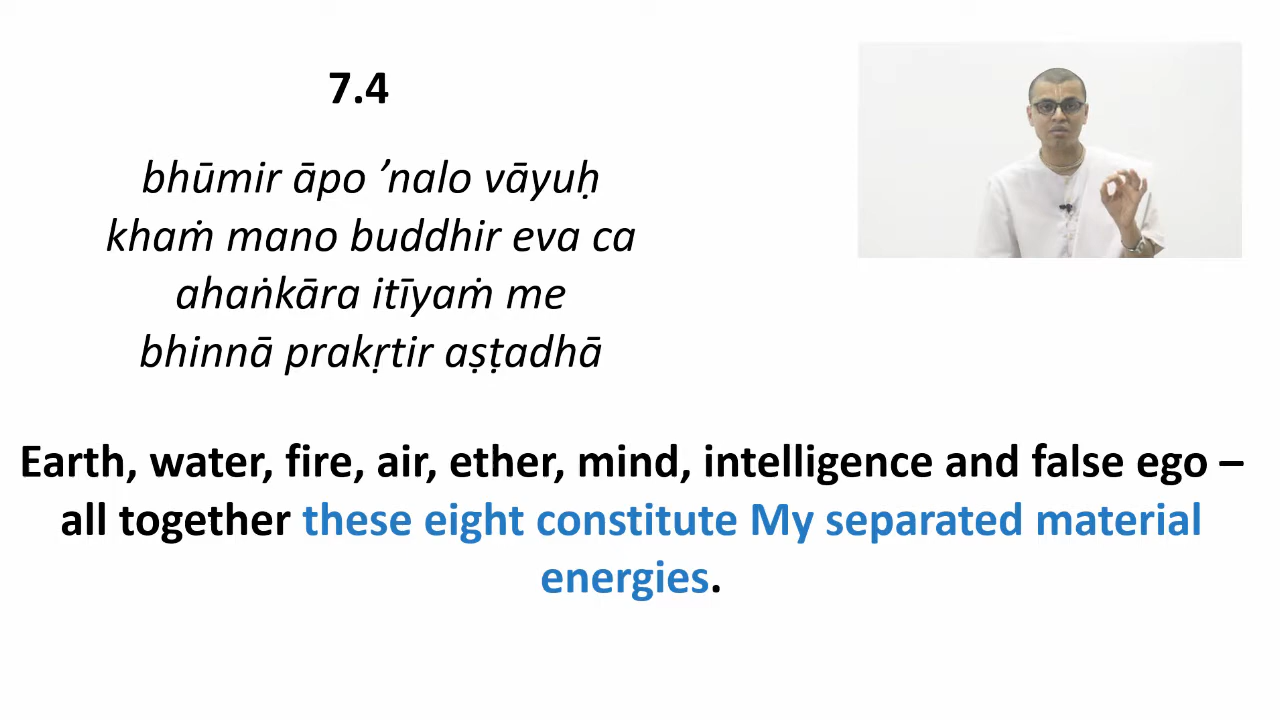 7.4
bhūmir āpo ’nalo vāyuḥ
khaṁ mano buddhir eva ca
ahaṅkāra itīyaṁ me
bhinnā prakṛtir aṣṭadhā
Earth, water, fire, air, ether, mind, intelligence and false ego –
all together these eight constitute My separated material
energies.